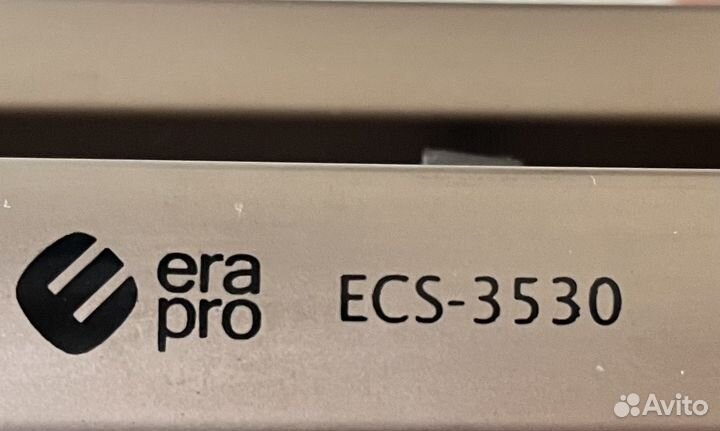 era
pro
ECS-3530
Avito